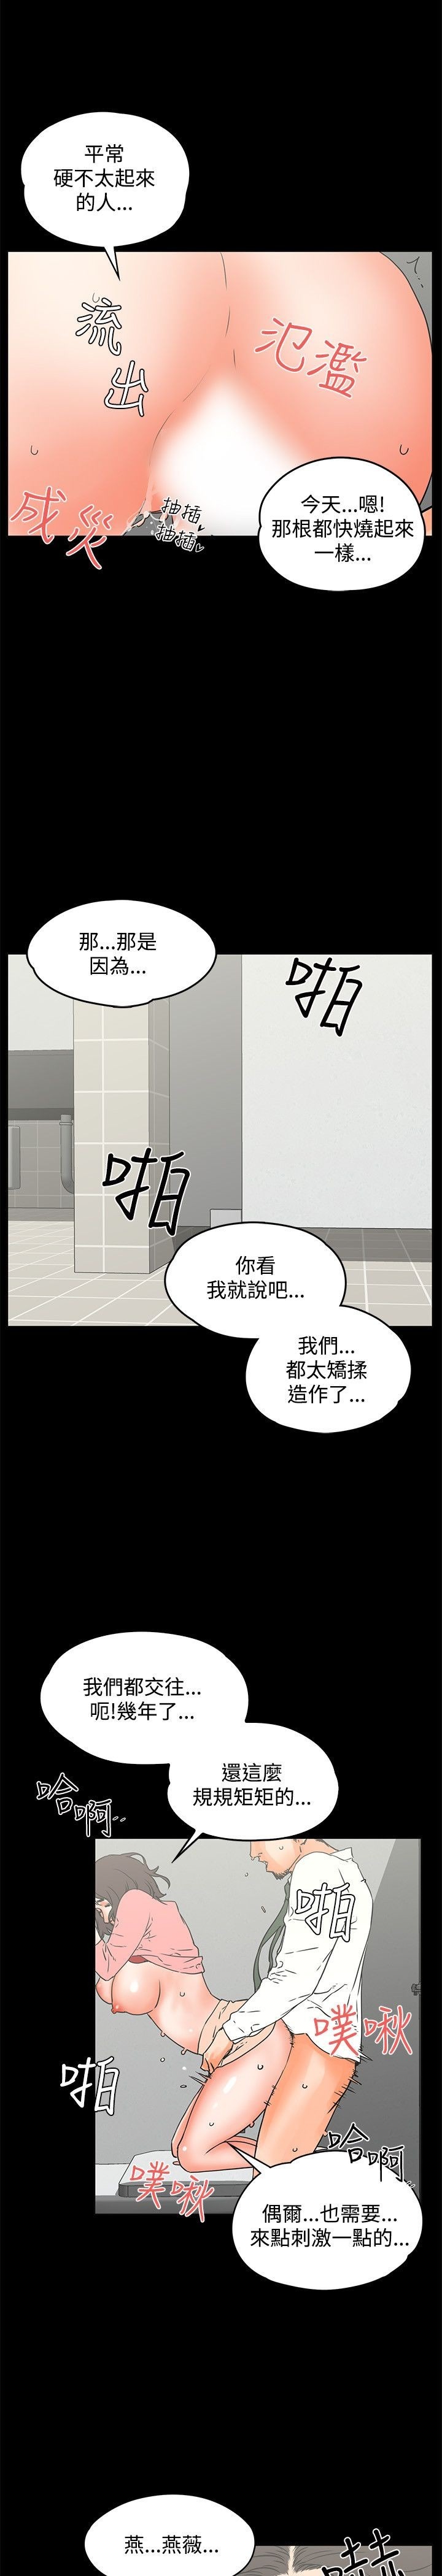 平常
硬不太起來
的人...
流出
氾濫
成災
抽插
抽插
今天...嗯!
那根都快燒起來
一樣...
那...那是
因為...
啪
啪
你看
我就說吧...
我們...
都太矯揉
造作了...
我們都交往...
呃!幾年了...
還這麼
規規矩矩的...
哈啊..
啪
噗啾
啪
噗啾
哈啊..
偶爾...也需要...
來點刺激一點的...
燕...燕薇...